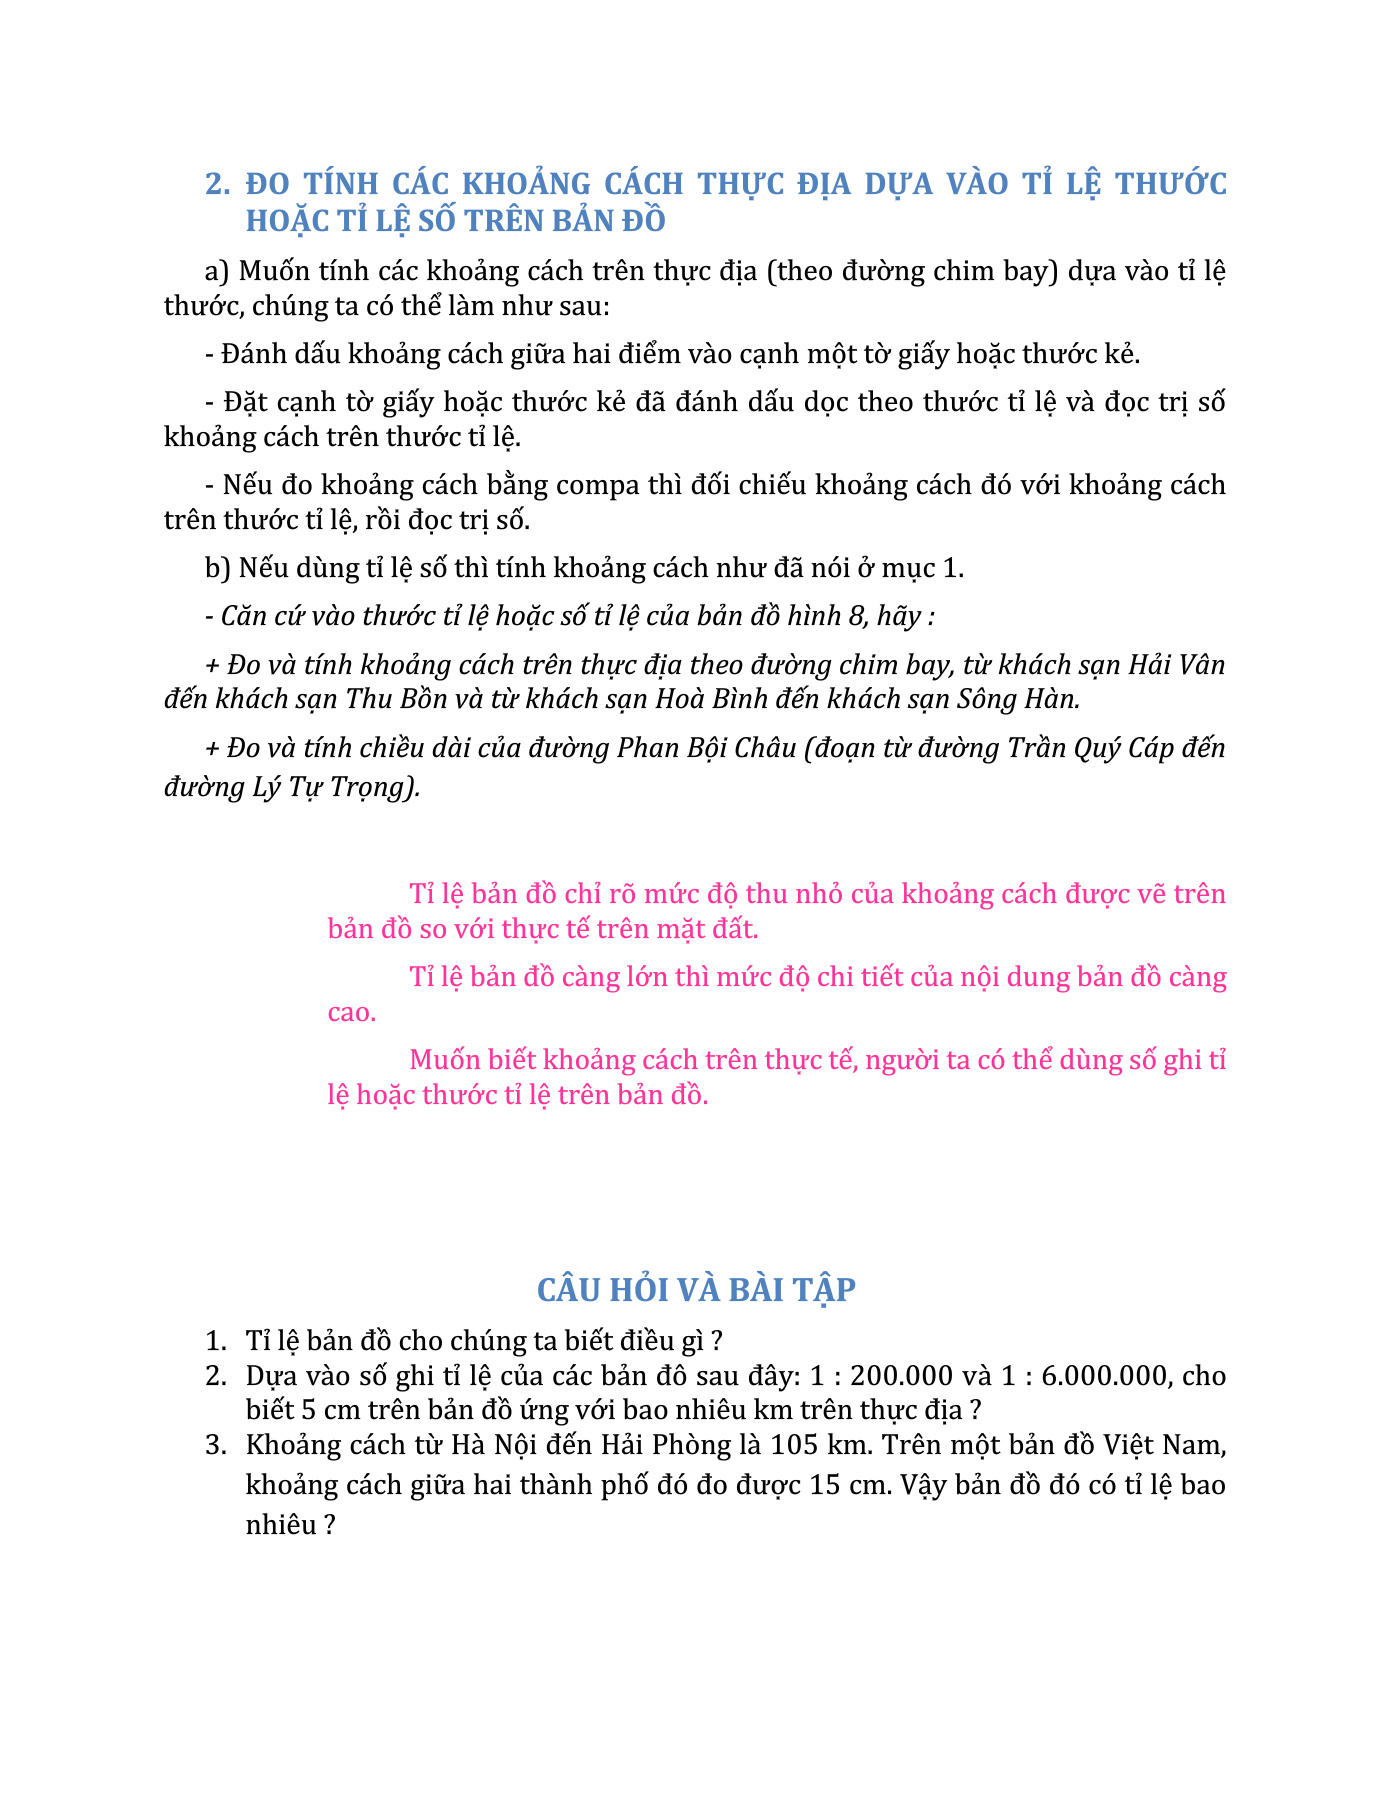 2. ĐO TÍNH CÁC KHOẢNG CÁCH THỰC ĐỊA DỰA VÀO TỈ LỆ THƯỚC
HOẶC TỈ LỆ SỐ TRÊN BẢN ĐỒ
a) Muốn tính các khoảng cách trên thực địa (theo đường chim bay) dựa vào tỉ lệ
thước, chúng ta có thể làm như sau:
- Đánh dấu khoảng cách giữa hai điểm vào cạnh một tờ giấy hoặc thước kẻ.
- Đặt cạnh tờ giấy hoặc thước kẻ đã đánh dấu dọc theo thước tỉ lệ và đọc trị số
khoảng cách trên thước tỉ lệ.
- Nếu đo khoảng cách bằng compa thì đối chiếu khoảng cách đó với khoảng cách
trên thước tỉ lệ, rồi đọc trị số.
b) Nếu dùng tỉ lệ số thì tính khoảng cách như đã nói ở mục 1.
- Căn cứ vào thước tỉ lệ hoặc số tỉ lệ của bản đồ hình 8, hãy :
+ Đo và tính khoảng cách trên thực địa theo đường chim bay, từ khách sạn Hải Vân
đến khách sạn Thu Bồn và từ khách sạn Hoà Bình đến khách sạn Sông Hàn.
+ Đo và tính chiều dài của đường Phan Bội Châu (đoạn từ đường Trần Quý Cáp đến
đường Lý Tự Trọng).
Tỉ lệ bản đồ chỉ rõ mức độ thu nhỏ của khoảng cách được vẽ trên
bản đồ so với thực tế trên mặt đất.
Tỉ lệ bản đồ càng lớn thì mức độ chi tiết của nội dung bản đồ càng
cao.
Muốn biết khoảng cách trên thực tế, người ta có thể dùng số ghi tỉ
lệ hoặc thước tỉ lệ trên bản đồ.
CÂU HỎI VÀ BÀI TẬP
1. Tỉ lệ bản đồ cho chúng ta biết điều gì ?
2. Dựa vào số ghi tỉ lệ của các bản đô sau đây: 1 : 200.000 và 1 : 6.000.000, cho
biết 5 cm trên bản đồ ứng với bao nhiêu km trên thực địa ?
3. Khoảng cách từ Hà Nội đến Hải Phòng là 105 km. Trên một bản đồ Việt Nam,
khoảng cách giữa hai thành phố đó đo được 15 cm. Vậy bản đồ đó có tỉ lệ bao
nhiêu ?